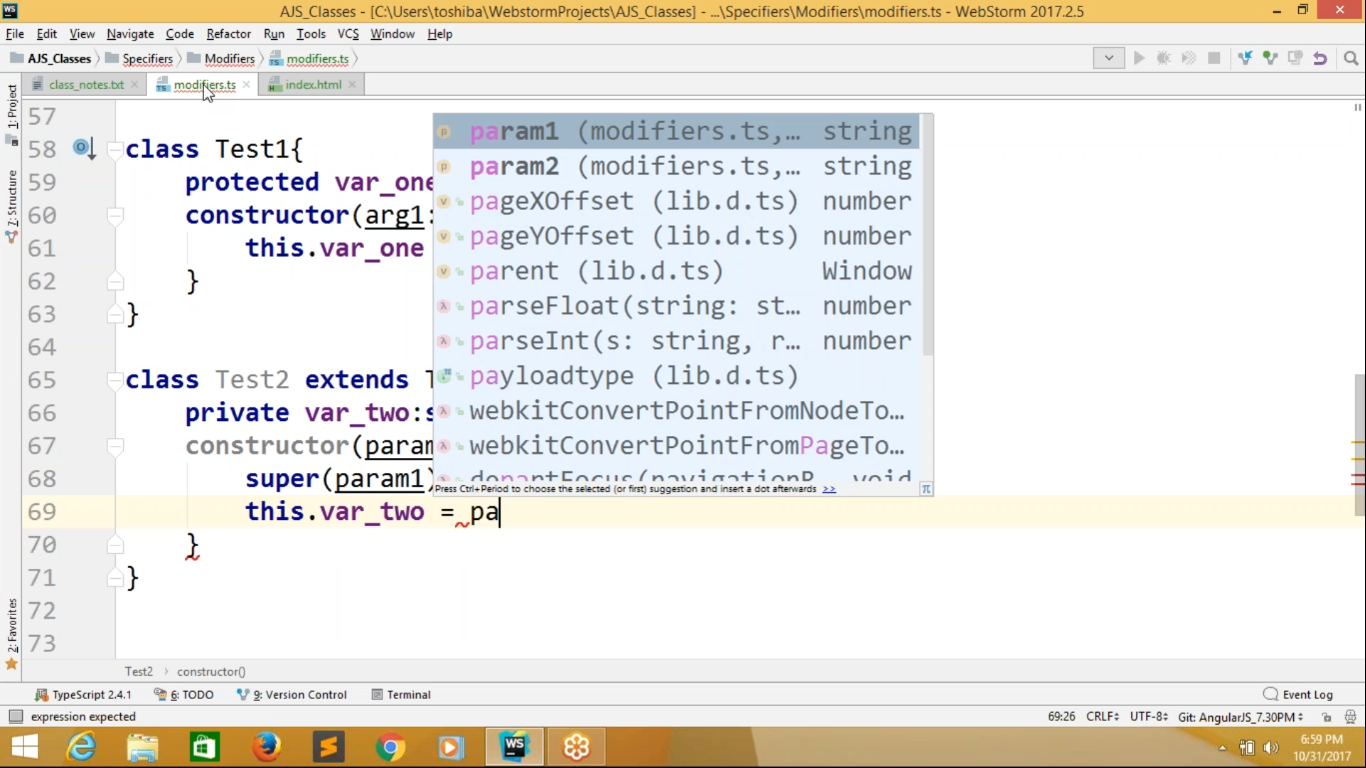 WS
AJS_Classes - [C:\Users\toshiba\WebstormProjects\AJS_Classes] - ...\Specifiers\Modifiers\modifiers.ts - WebStorm 2017.2.5
File Edit View Navigate Code Refactor Run Tools VCS Window Help
AJS_Classes Specifiers Modifiers modifiers.ts
class_notes.txt modifiers.ts index.html
1: Project
7: Structure
2: Favorites
57
58 class Test1{
59 protected var_one
60 constructor(arg1:
61 this.var_one
62 }
63 }
64
65 class Test2 extends T
66 private var_two:s
67 constructor(param
68 super(param1)
69 this.var_two = pa
70 }
71 }
72
73
param1 (modifiers.ts,... string
param2 (modifiers.ts,... string
pageXOffset (lib.d.ts) number
pageYOffset (lib.d.ts) number
parent (lib.d.ts) Window
parseFloat(string: st... number
parseInt(s: string, r... number
payloadtype (lib.d.ts)
webkitConvertPointFromNodeTo...
webkitConvertPointFromPageTo...
departFocus(navigationR... void
Press Ctrl+Period to choose the selected (or first) suggestion and insert a dot afterwards >> π
Test2 constructor()
TypeScript 2.4.1 6: TODO 9: Version Control Terminal Event Log
expression expected 69:26 CRLF UTF-8 Git: AngularJS_7.30PM
WS
6:59 PM
10/31/2017